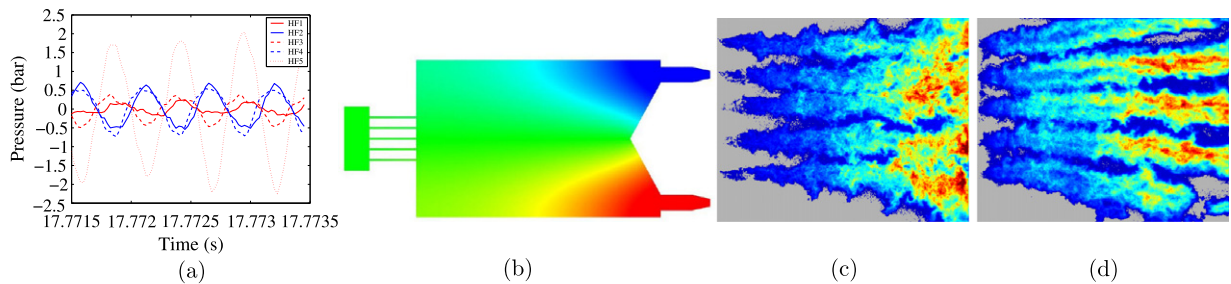 2.5
2
1.5
1
0.5
0
−0.5
−1
−1.5
−2
−2.5
Pressure (bar)
HF1
HF2
HF3
HF4
HF5
17.7715 17.772 17.7725 17.773 17.7735
Time (s)
(a) (b) (c) (d)